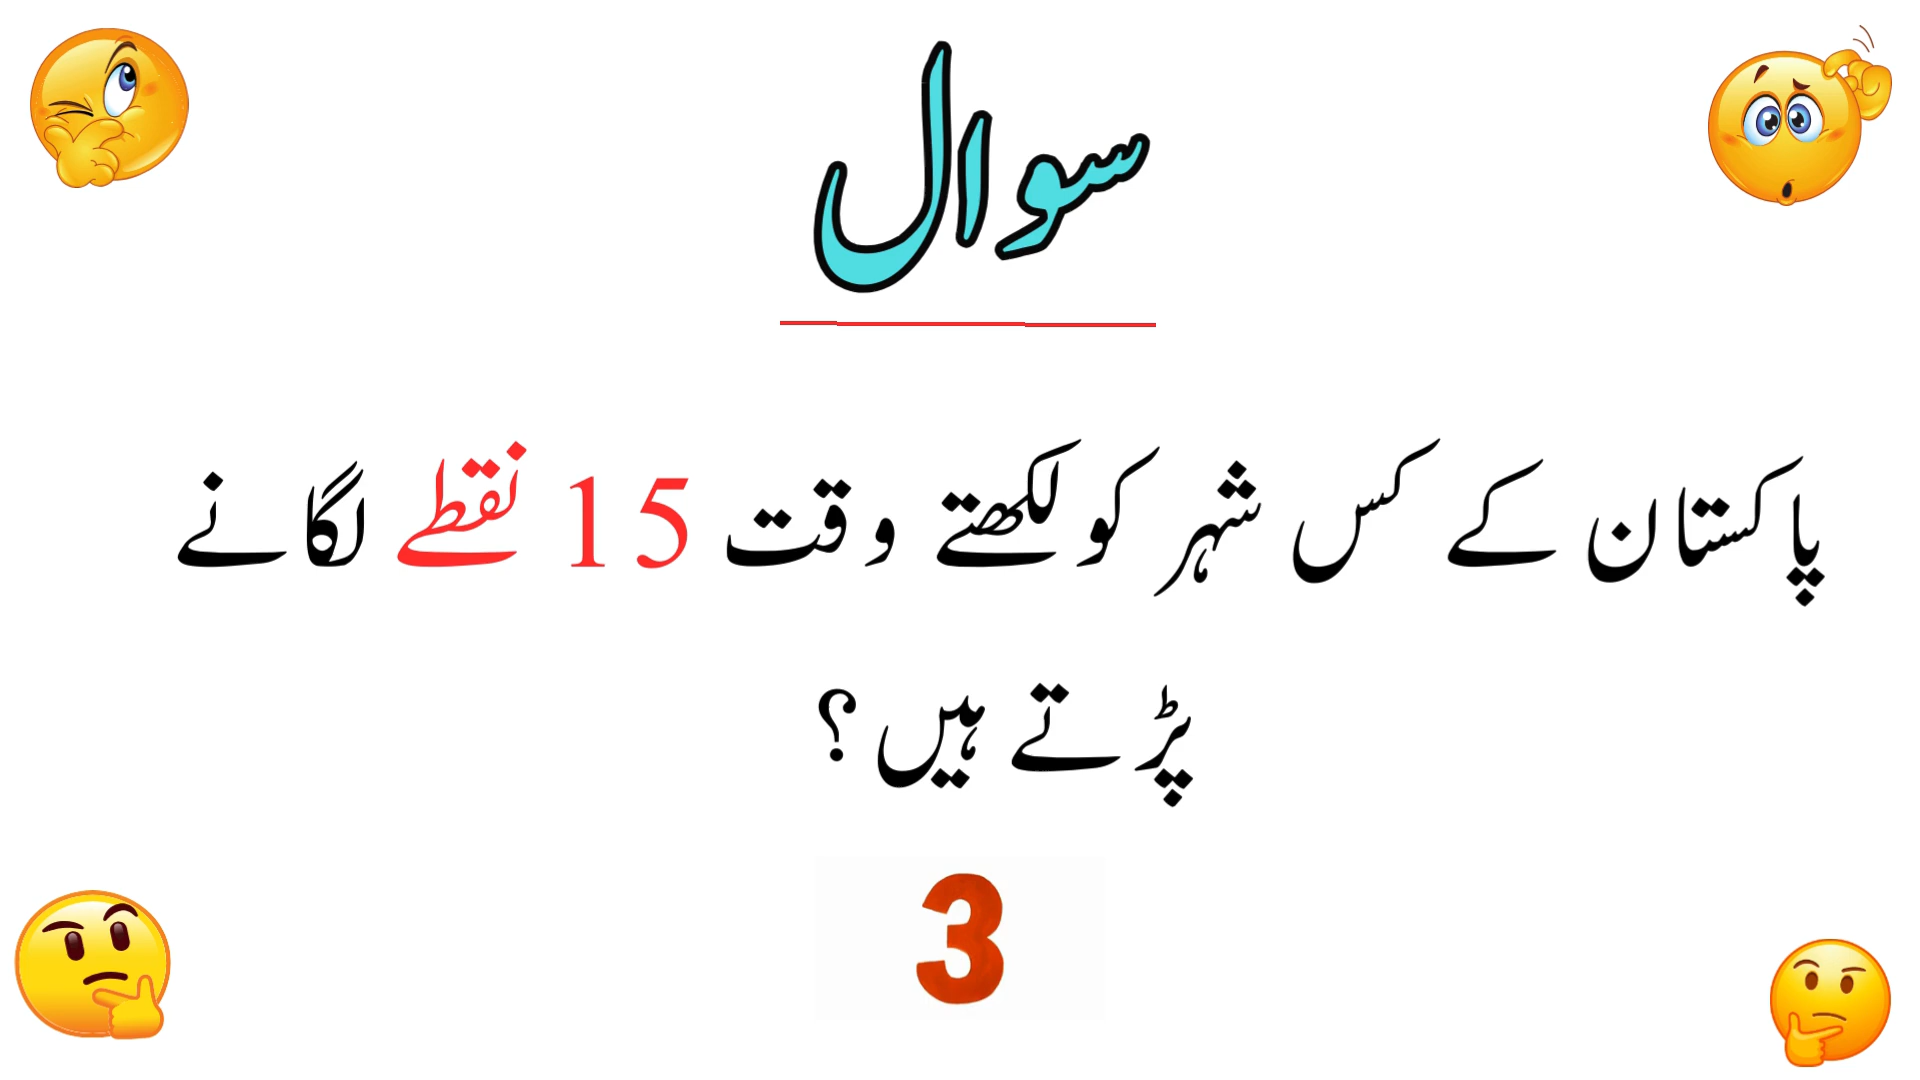 سوال
پاکستان کے کس شہر کو لکھتے وقت 15 نقطے لگانے
پڑتے ہیں ؟
3